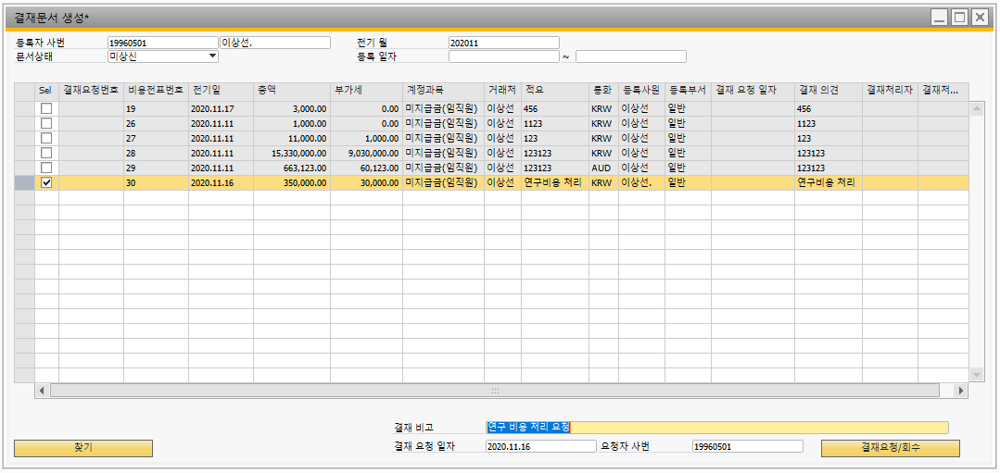 결재문서 생성*
등록자 사번 19960501 이상선. 전기 월 202011
문서상태 미상신 등록 일자 ~
Sel 결재요청번호 비용전표번호 전기일 총액 부가세 계정과목 거래처 적요 통화 등록사원 등록부서 결재 요청 일자 결재 의견 결재처리자 결재처...
19 2020.11.17 3,000.00 0.00 미지급금(임직원) 이상선 456 KRW 이상선 일반 456
26 2020.11.11 1,000.00 0.00 미지급금(임직원) 이상선 1123 KRW 이상선 일반 1123
27 2020.11.11 11,000.00 1,000.00 미지급금(임직원) 이상선 123 KRW 이상선 일반 123
28 2020.11.11 15,330,000.00 9,030,000.00 미지급금(임직원) 이상선 123123 KRW 이상선 일반 123123
29 2020.11.11 663,123.00 60,123.00 미지급금(임직원) 이상선 123123 AUD 이상선 일반 123123
30 2020.11.16 350,000.00 30,000.00 미지급금(임직원) 이상선 연구비용 처리 KRW 이상선. 일반 연구비용 처리
결재 비고 연구 비용 처리 요청
찾기 결재 요청 일자 2020.11.16 요청자 사번 19960501 결재요청/회수